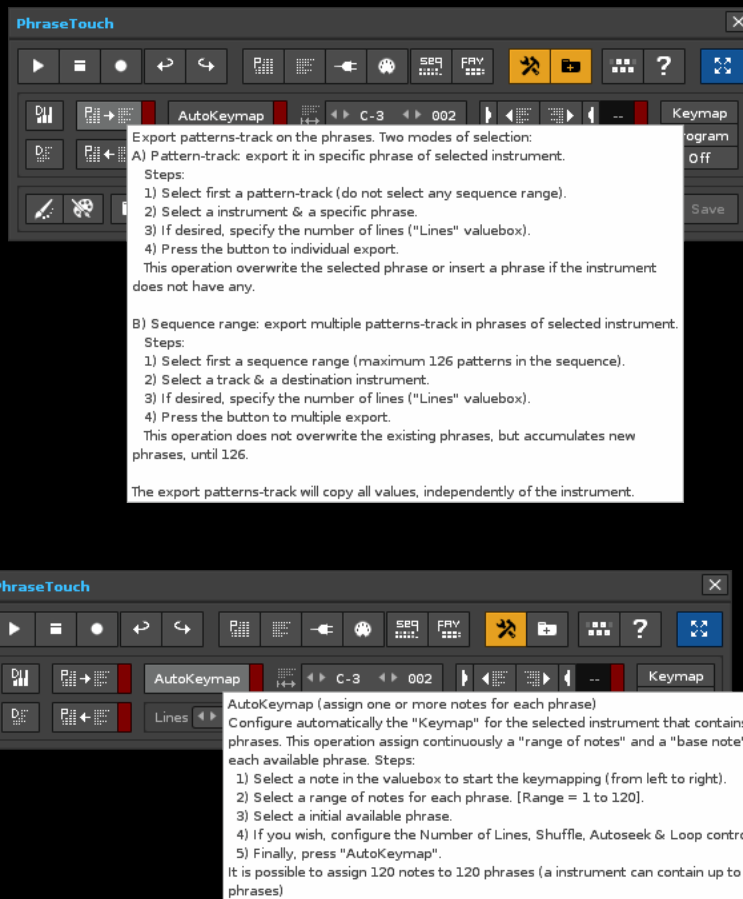 PhraseTouch
SEQ FAV
AutoKeymap C-3 002 -- Keymap
Program
Off
Save
Export patterns-track on the phrases. Two modes of selection:
A) Pattern-track: export it in specific phrase of selected instrument.
Steps:
1) Select first a pattern-track (do not select any sequence range).
2) Select a instrument & a specific phrase.
3) If desired, specify the number of lines ("Lines" valuebox).
4) Press the button to individual export.
This operation overwrite the selected phrase or insert a phrase if the instrument
does not have any.
B) Sequence range: export multiple patterns-track in phrases of selected instrument.
Steps:
1) Select first a sequence range (maximum 126 patterns in the sequence).
2) Select a track & a destination instrument.
3) If desired, specify the number of lines ("Lines" valuebox).
4) Press the button to multiple export.
This operation does not overwrite the existing phrases, but accumulates new
phrases, until 126.
The export patterns-track will copy all values, independently of the instrument.
PhraseTouch
SEQ FAV
AutoKeymap C-3 002 -- Keymap
Lines
AutoKeymap (assign one or more notes for each phrase)
Configure automatically the "Keymap" for the selected instrument that contains
phrases. This operation assign continuously a "range of notes" and a "base note"
each available phrase. Steps:
1) Select a note in the valuebox to start the keymapping (from left to right).
2) Select a range of notes for each phrase. [Range = 1 to 120].
3) Select a initial available phrase.
4) If you wish, configure the Number of Lines, Shuffle, Autoseek & Loop contro
5) Finally, press "AutoKeymap".
It is possible to assign 120 notes to 120 phrases (a instrument can contain up to
phrases)